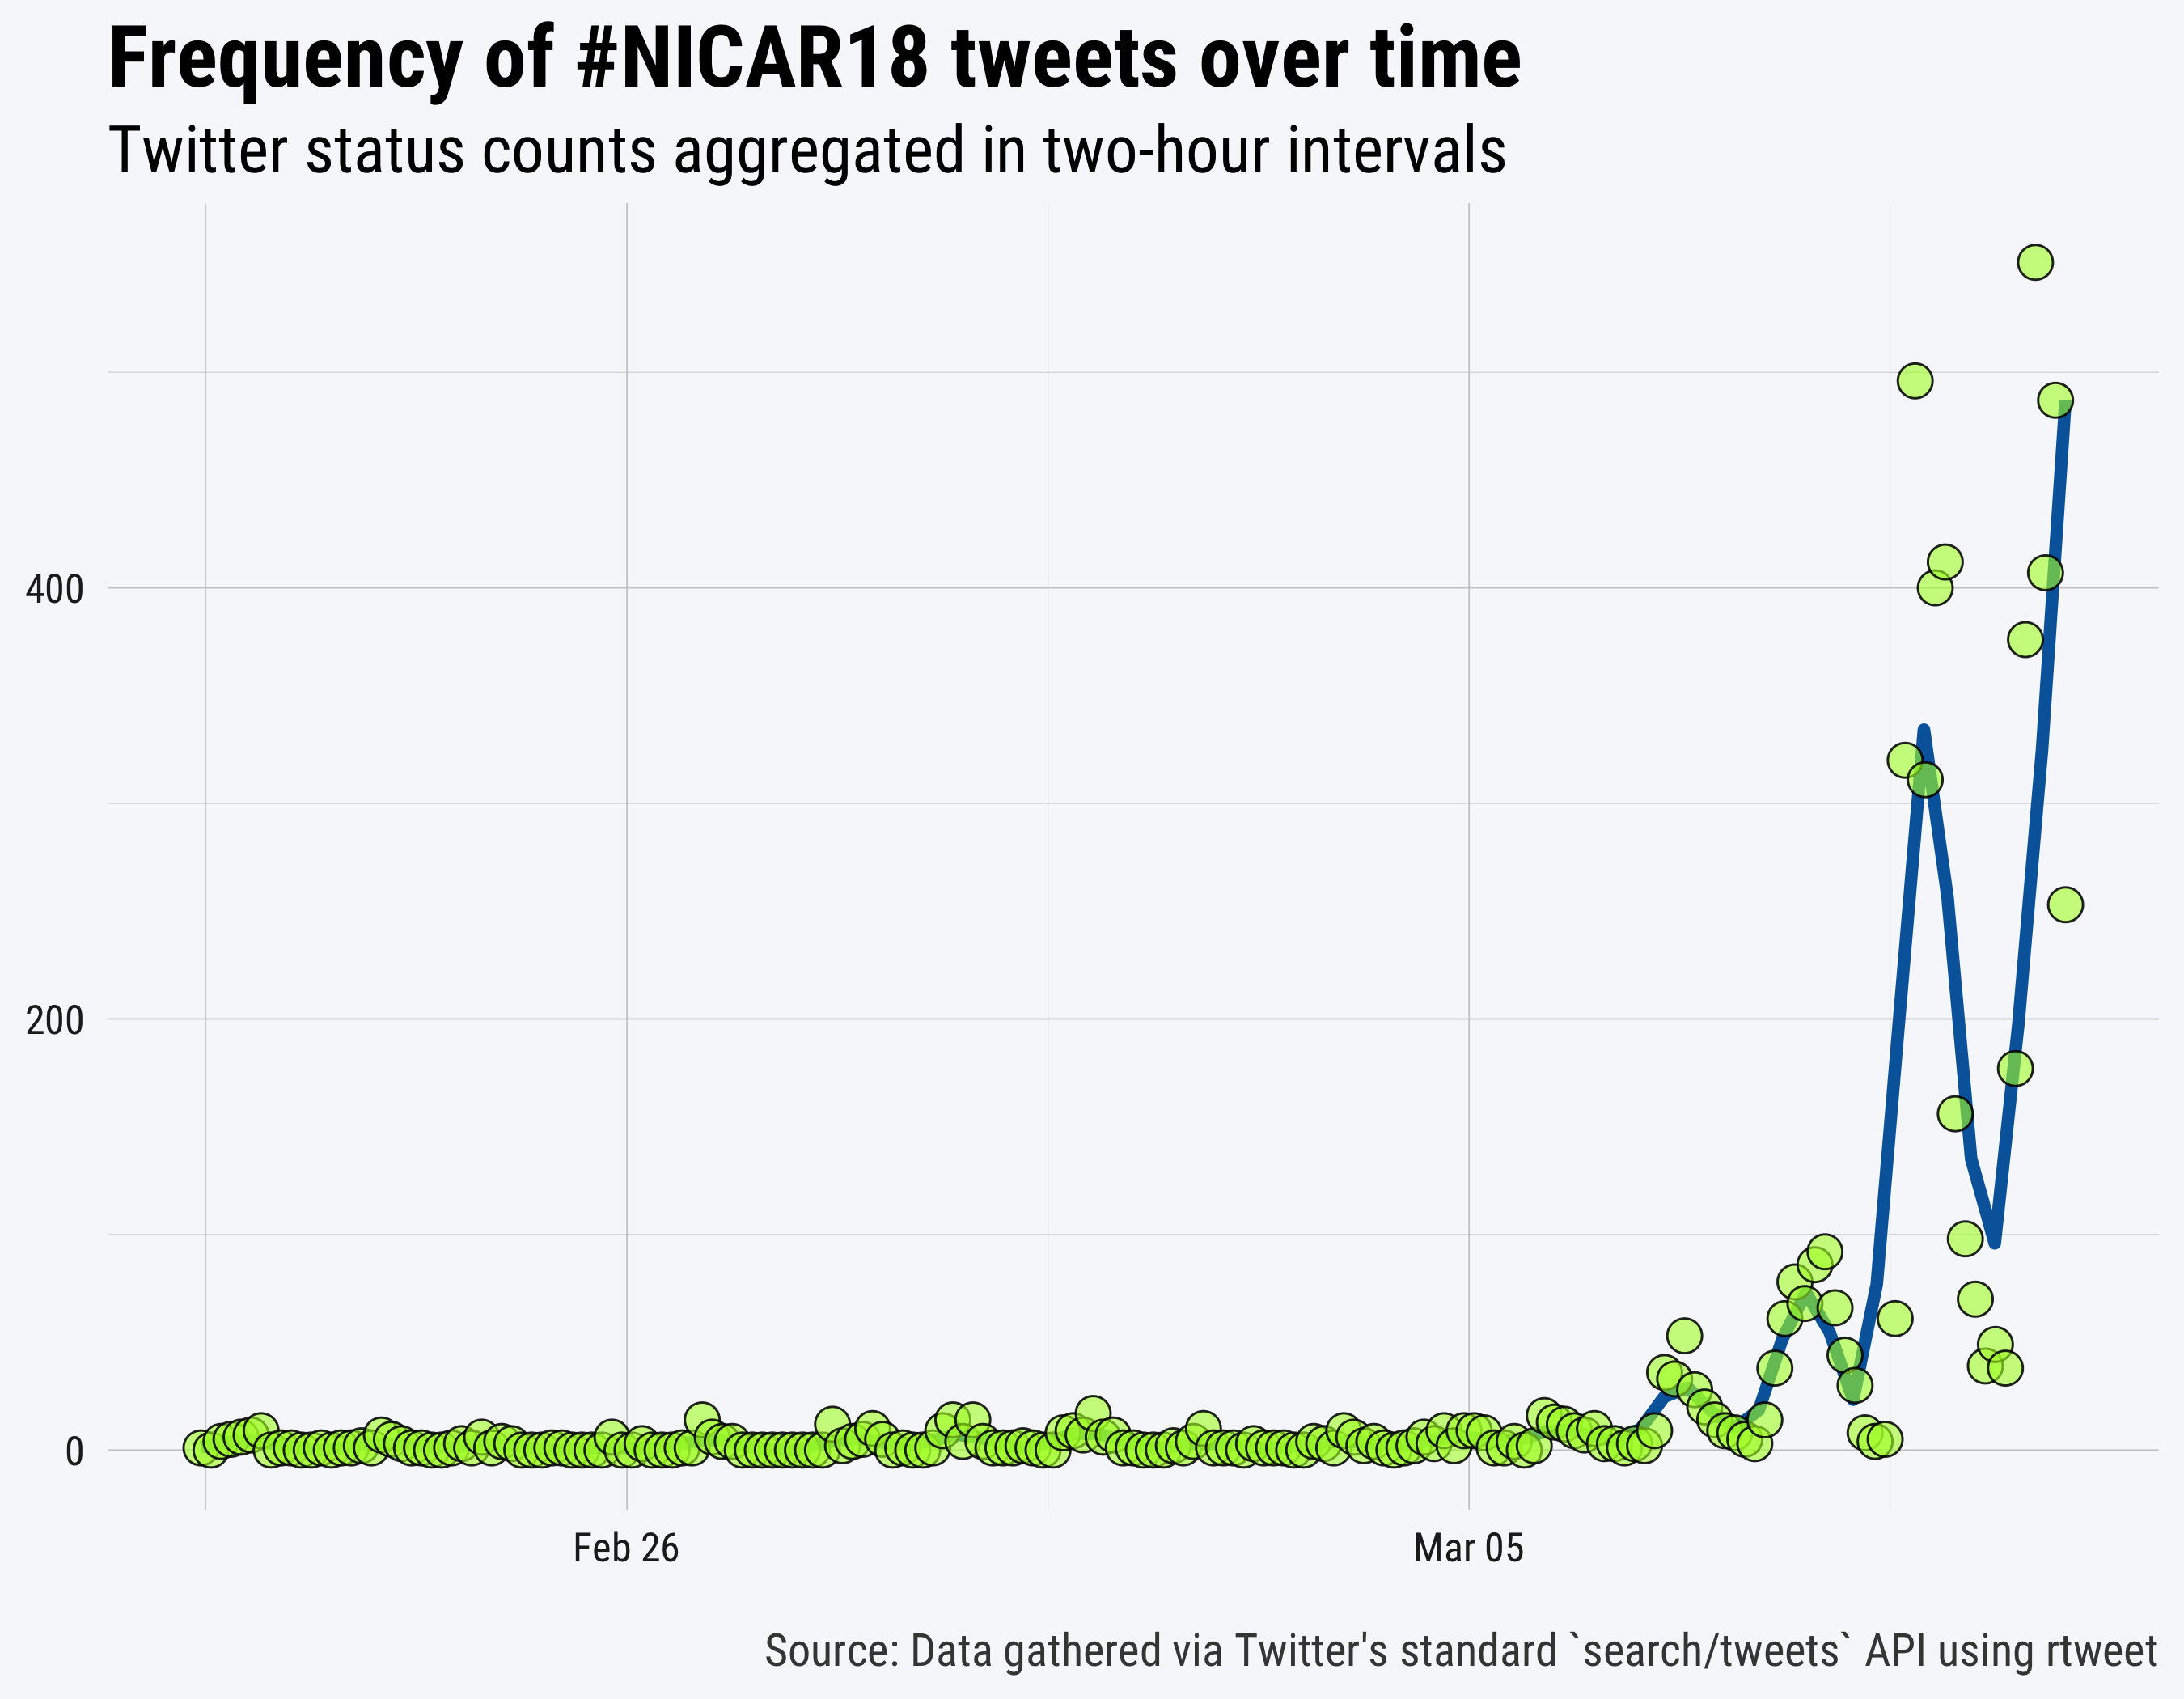 Frequency of #NICAR18 tweets over time
Twitter status counts aggregated in two-hour intervals
400
200
0
Feb 26
Mar 05
Source: Data gathered via Twitter's standard `search/tweets` API using rtweet